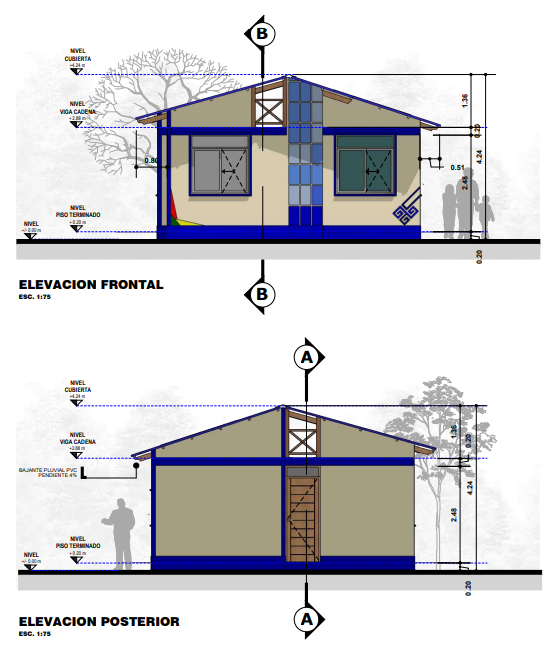 B
NIVEL
CUBIERTA
+4.24 m
NIVEL
VIGA CADENA
+2.88 m
1.36
0.20
4.24
0.80
0.51
2.48
NIVEL
PISO TERMINADO
+0.20 m
NIVEL
+/- 0.00 m
0.20
ELEVACION FRONTAL
ESC. 1:75
B
A
NIVEL
CUBIERTA
+4.24 m
NIVEL
VIGA CADENA
+2.88 m
1.36
0.20
BAJANTE PLUVIAL PVC
PENDIENTE 4%
4.24
2.48
NIVEL
PISO TERMINADO
+0.20 m
NIVEL
+/- 0.00 m
0.20
ELEVACION POSTERIOR
ESC. 1:75
A